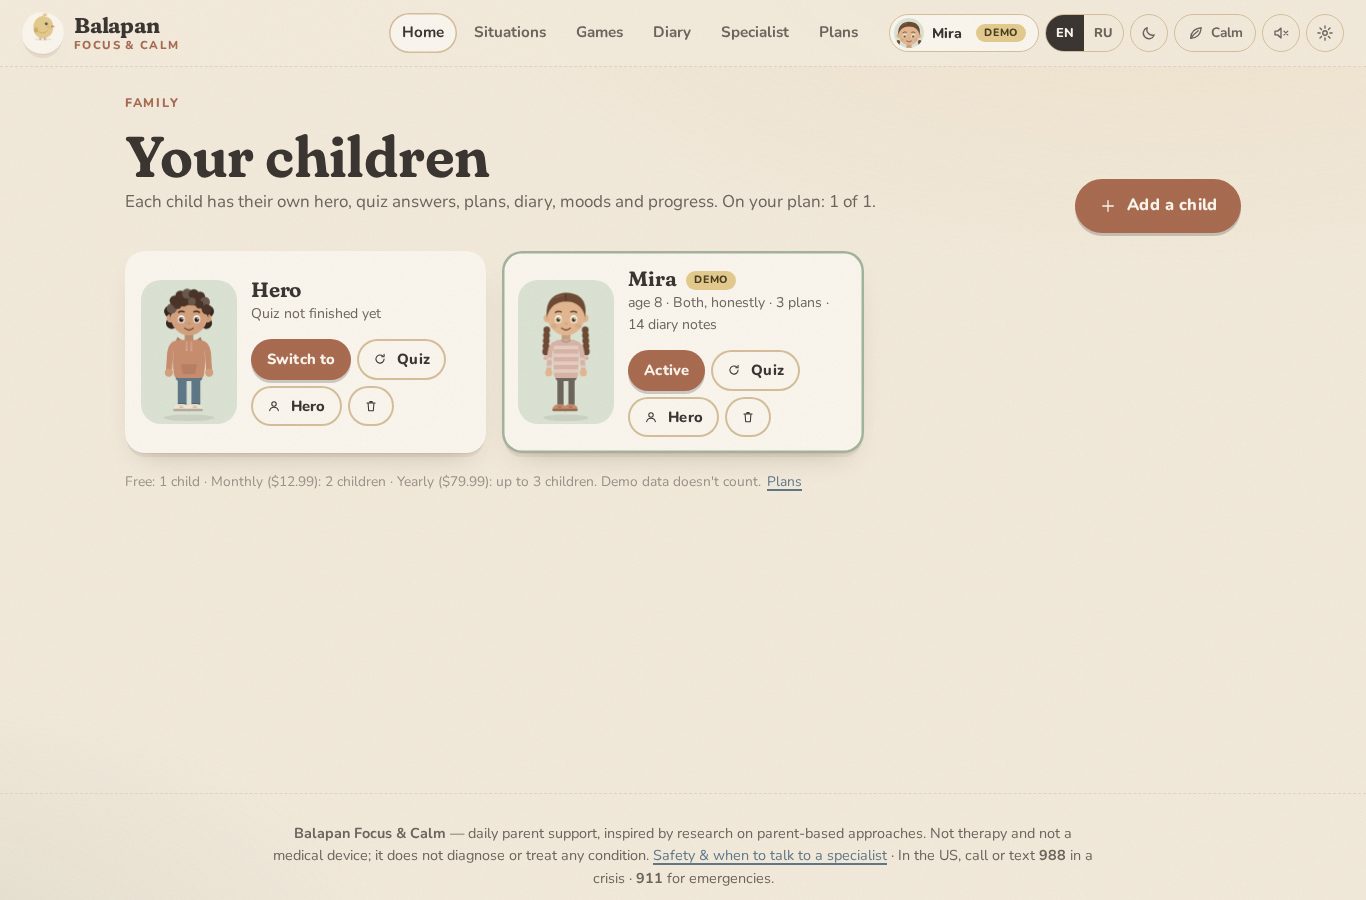 Balapan
FOCUS & CALM
Home Situations Games Diary Specialist Plans Mira DEMO EN RU Calm
FAMILY
Your children
Each child has their own hero, quiz answers, plans, diary, moods and progress. On your plan: 1 of 1.
+ Add a child
Hero
Quiz not finished yet
Switch to Quiz
Hero
Mira DEMO
age 8 · Both, honestly · 3 plans ·
14 diary notes
Active Quiz
Hero
Free: 1 child · Monthly ($12.99): 2 children · Yearly ($79.99): up to 3 children. Demo data doesn't count. Plans
Balapan Focus & Calm — daily parent support, inspired by research on parent-based approaches. Not therapy and not a
medical device; it does not diagnose or treat any condition. Safety & when to talk to a specialist · In the US, call or text 988 in a
crisis · 911 for emergencies.